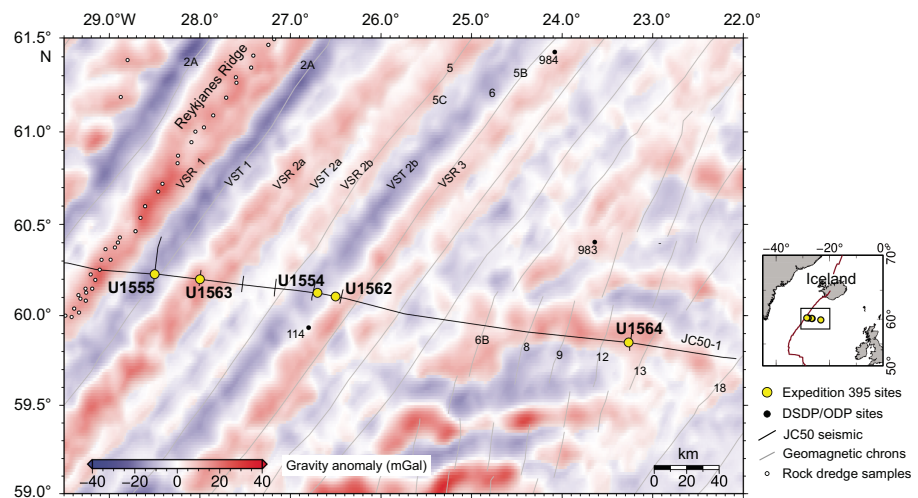 29.0°W 28.0° 27.0° 26.0° 25.0° 24.0° 23.0° 22.0°
61.5°
N
61.0°
60.5°
60.0°
59.5°
59.0°
2A
Reykjanes Ridge
2A
5
5B
984
5C
6
VSR 1
VST 1
VSR 2a
VST 2a
VSR 2b
VST 2b
VSR 3
983
U1555
U1563
U1554
U1562
114
U1564
JC50-1
6B
8
9
12
13
18
−40 −20 0 20 40
Gravity anomaly (mGal)
km
0 20 40
−40° −20° 0°
70°
60°
50°
Iceland
Expedition 395 sites
DSDP/ODP sites
JC50 seismic
Geomagnetic chrons
Rock dredge samples